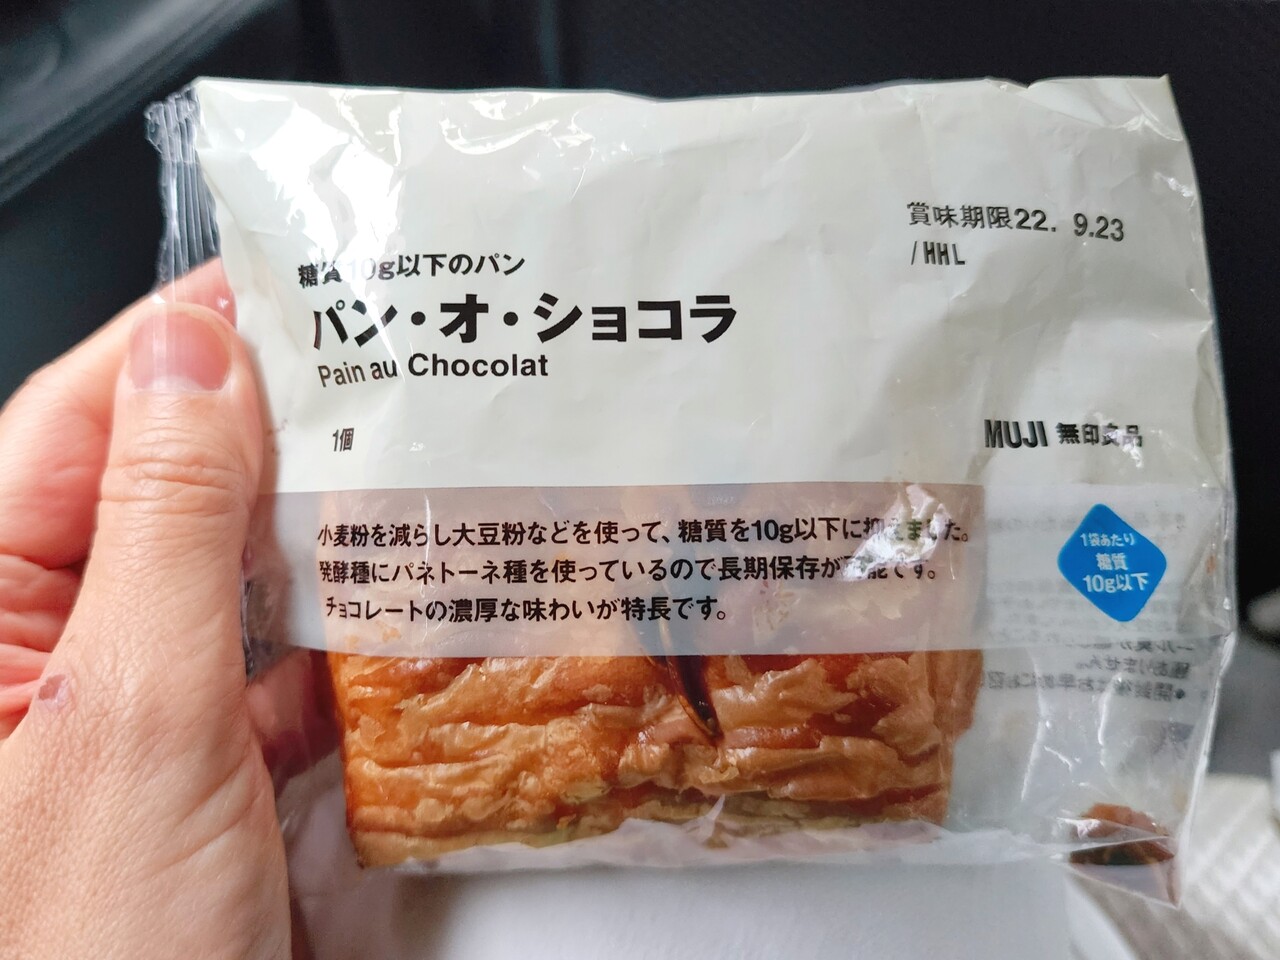 賞味期限22. 9.23
/HHL
糖質10g以下のパン
パン・オ・ショコラ
Pain au Chocolat
1個
MUJI 無印良品
小麦粉を減らし大豆粉などを使って、糖質を10g以下に抑えました。
発酵種にパネトーネ種を使っているので長期保存が可能です。
チョコレートの濃厚な味わいが特長です。
1袋あたり
糖質
10g以下